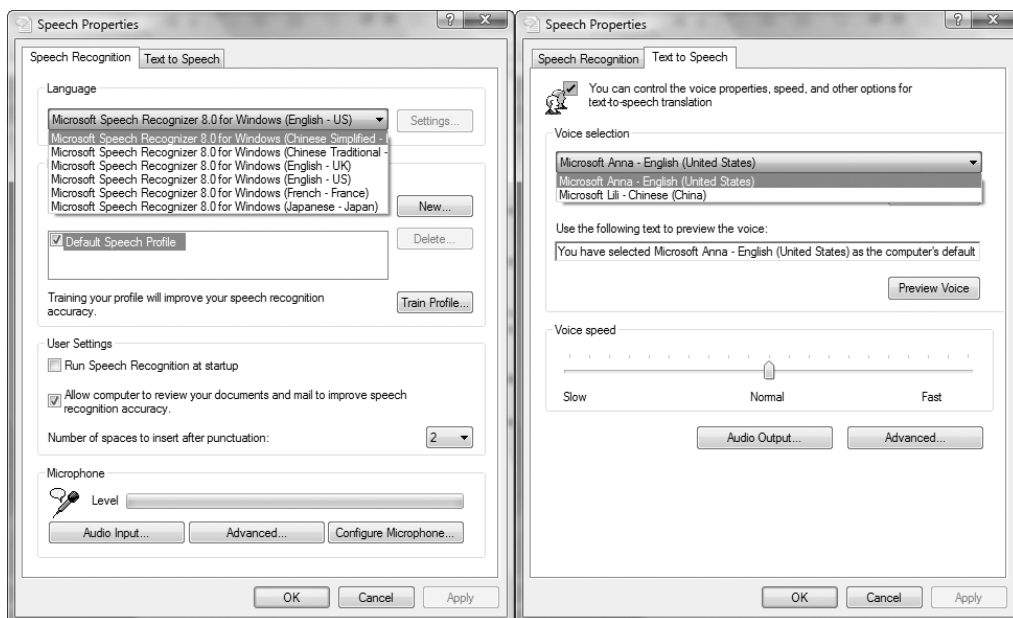 Speech Properties
Speech Recognition
Text to Speech
Language
Microsoft Speech Recognizer 8.0 for Windows (English - US)
Settings...
Microsoft Speech Recognizer 8.0 for Windows (Chinese Simplified -
Microsoft Speech Recognizer 8.0 for Windows (Chinese Traditional -
Microsoft Speech Recognizer 8.0 for Windows (English - UK)
Microsoft Speech Recognizer 8.0 for Windows (English - US)
Microsoft Speech Recognizer 8.0 for Windows (French - France)
Microsoft Speech Recognizer 8.0 for Windows (Japanese - Japan)
New...
Default Speech Profile
Delete...
Training your profile will improve your speech recognition
accuracy.
Train Profile...
User Settings
Run Speech Recognition at startup
Allow computer to review your documents and mail to improve speech
recognition accuracy.
Number of spaces to insert after punctuation:
2
Microphone
Level
Audio Input...
Advanced...
Configure Microphone...
OK
Cancel
Apply
Speech Properties
Speech Recognition
Text to Speech
You can control the voice properties, speed, and other options for
text-to-speech translation
Voice selection
Microsoft Anna - English (United States)
Microsoft Anna - English (United States)
Microsoft Lili - Chinese (China)
Use the following text to preview the voice:
You have selected Microsoft Anna - English (United States) as the computer's default
Preview Voice
Voice speed
Slow
Normal
Fast
Audio Output...
Advanced...
OK
Cancel
Apply